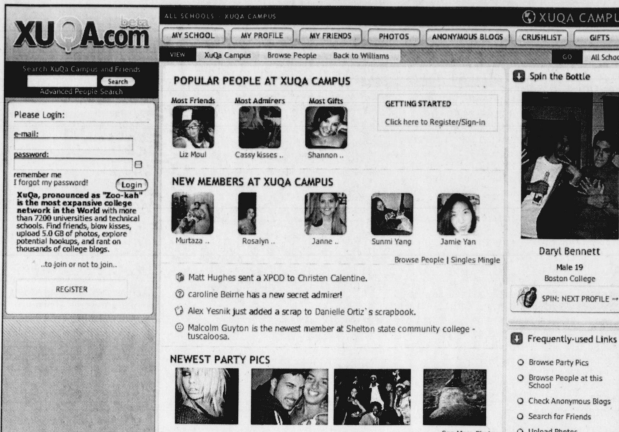 XUQA.com
beta
Search XuQa Campus and Friends
Search
Advanced People Search
Please Login:
e-mail:
password:
remember me
I forgot my password!
Login
XuQa, pronounced as "Zoo-kah"
is the most expansive college
network in the World with more
than 7200 universities and technical
schools. Find friends, blow kisses,
upload 5.0 GB of photos, explore
potential hookups, and rant on
thousands of college blogs.
..to join or not to join..
REGISTER
ALL SCHOOLS XUQA CAMPUS
XUQA CAMPU
MY SCHOOL
MY PROFILE
MY FRIENDS
PHOTOS
ANONYMOUS BLOGS
CRUSHLIST
GIFTS
VIEW XuQa Campus Browse People Back to Williams
GO All Schoo
POPULAR PEOPLE AT XUQA CAMPUS
Most Friends Most Admirers Most Gifts
Liz Moul Cassy kisses .. Shannon ..
GETTING STARTED
Click here to Register/Sign-in
NEW MEMBERS AT XUQA CAMPUS
Murtaza .. Rosalyn .. Janne .. Sunmi Yang Jamie Yan
Browse People | Singles Mingle
Matt Hughes sent a XPCO to Christen Calentine.
caroline Beirne has a new secret admirer!
Alex Yesnik just added a scrap to Danielle Ortiz`s scrapbook.
Malcolm Guyton is the newest member at Shelton state community college -
tuscaloosa.
NEWEST PARTY PICS
Spin the Bottle
Daryl Bennett
Male 19
Boston College
SPIN: NEXT PROFILE →
Frequently-used Links
Browse Party Pics
Browse People at this
School
Check Anonymous Blogs
Search for Friends
Upload Photos